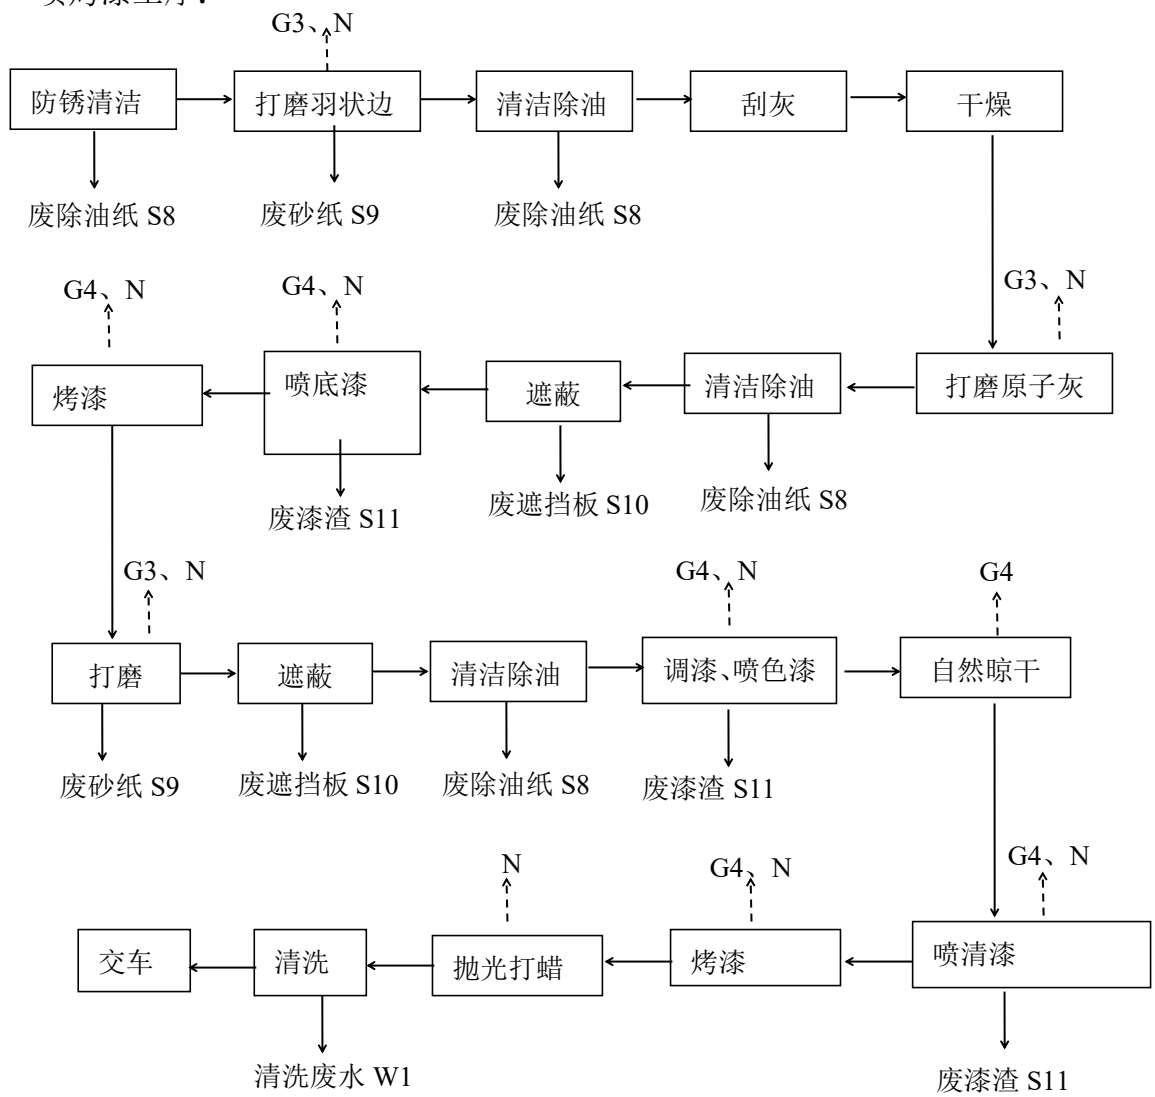 G3、N
防锈清洁
打磨羽状边
清洁除油
刮灰
干燥
废除油纸 S8
废砂纸 S9
废除油纸 S8
G4、N
G4、N
G3、N
烤漆
喷底漆
遮蔽
清洁除油
打磨原子灰
废漆渣 S11
废遮挡板 S10
废除油纸 S8
G3、N
G4、N
G4
打磨
遮蔽
清洁除油
调漆、喷色漆
自然晾干
废砂纸 S9
废遮挡板 S10
废除油纸 S8
废漆渣 S11
N
G4、N
G4、N
交车
清洗
抛光打蜡
烤漆
喷清漆
清洗废水 W1
废漆渣 S11